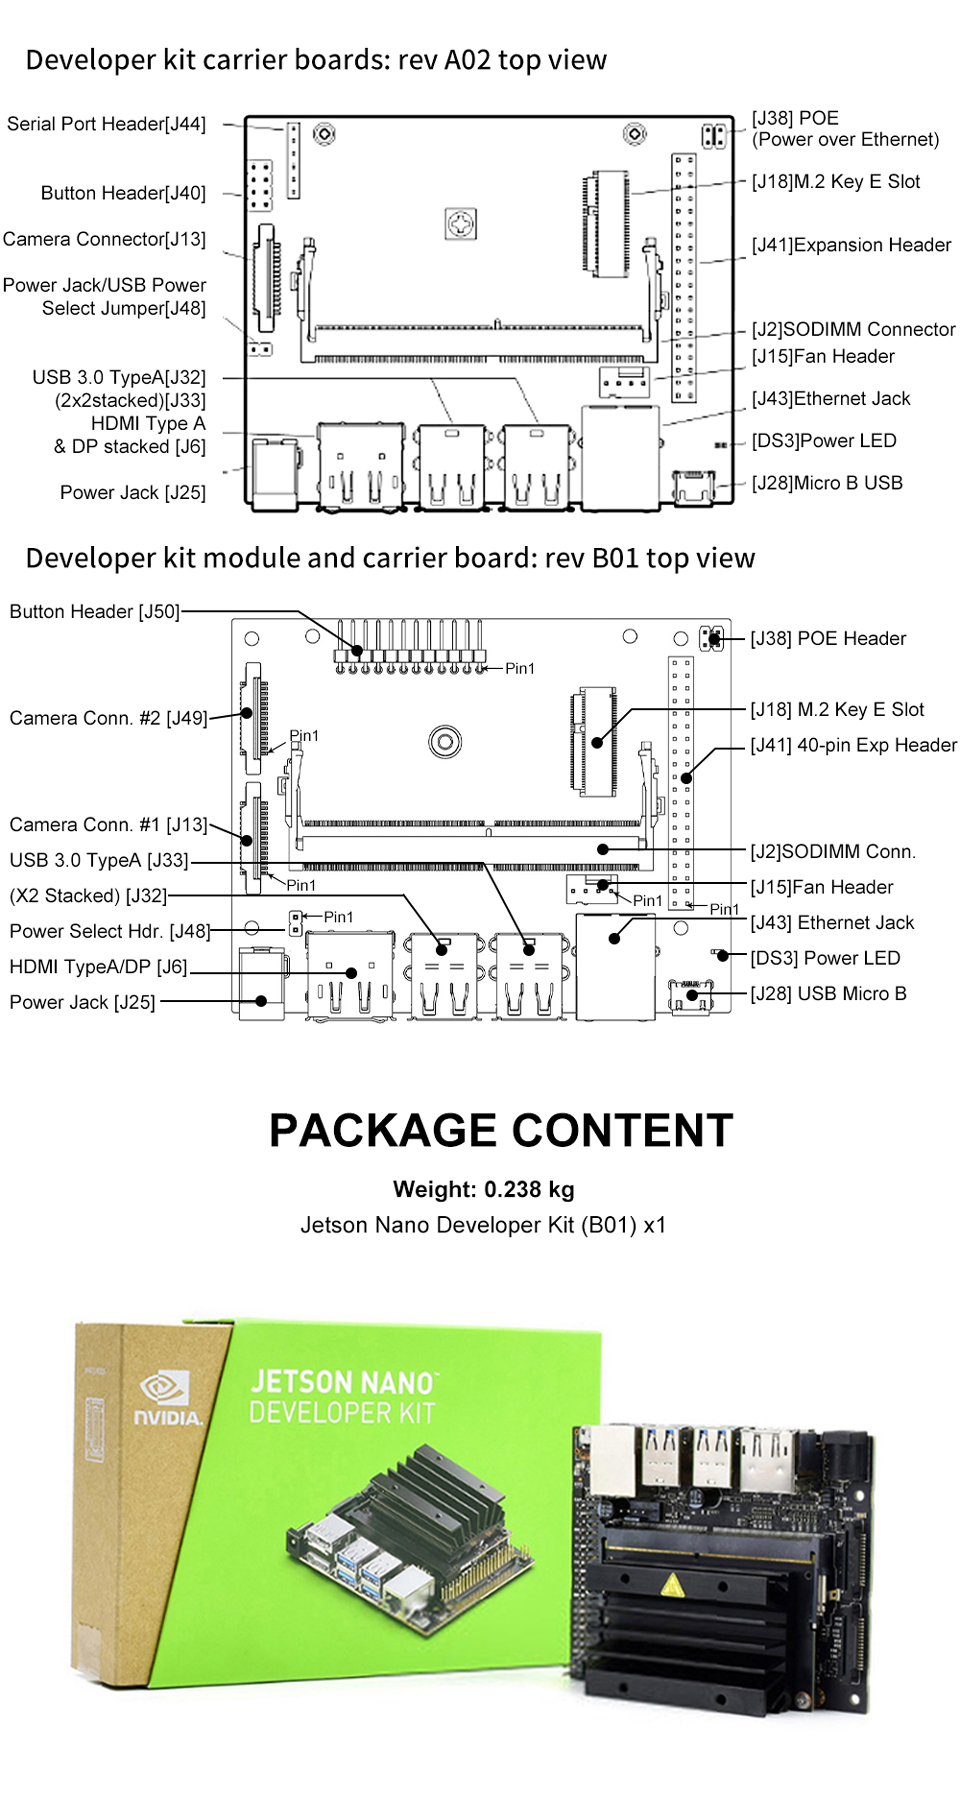 Developer kit carrier boards: rev A02 top view
Serial Port Header[J44]
Button Header[J40]
Camera Connector[J13]
Power Jack/USB Power
Select Jumper[J48]
USB 3.0 TypeA[J32]
(2x2stacked)[J33]
HDMI Type A
& DP stacked [J6]
Power Jack [J25]
[J38] POE
(Power over Ethernet)
[J18]M.2 Key E Slot
[J41]Expansion Header
[J2]SODIMM Connector
[J15]Fan Header
[J43]Ethernet Jack
[DS3]Power LED
[J28]Micro B USB
Developer kit module and carrier board: rev B01 top view
Button Header [J50]
Pin1
Camera Conn. #2 [J49]
Pin1
Camera Conn. #1 [J13]
USB 3.0 TypeA [J33]
Pin1
(X2 Stacked) [J32]
Pin1
Power Select Hdr. [J48]
HDMI TypeA/DP [J6]
Power Jack [J25]
[J38] POE Header
[J18] M.2 Key E Slot
[J41] 40-pin Exp Header
[J2]SODIMM Conn.
[J15]Fan Header
Pin1
Pin1
[J43] Ethernet Jack
[DS3] Power LED
[J28] USB Micro B
PACKAGE CONTENT
Weight: 0.238 kg
Jetson Nano Developer Kit (B01) x1
NVIDIA.
JETSON NANO™
DEVELOPER KIT